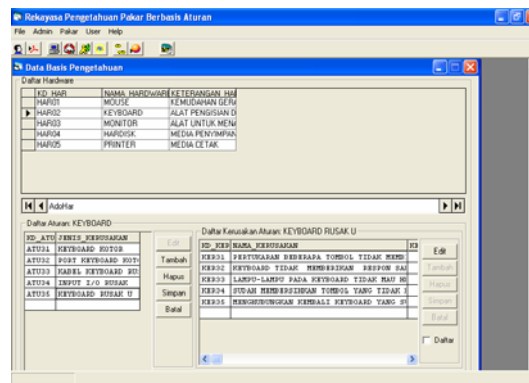 Rekayasa Pengetahuan Pakar Berbasis Aturan
File Admin Pakar User Help
Data Basis Pengetahuan
Daftar Hardware
KD_HAR NAMA_HARDWARE KETERANGAN_HA
HAR01 MOUSE KEMUDAHAN GERA
HAR02 KEYBOARD ALAT PENGISIAN D
HAR03 MONITOR ALAT UNTUK MEN
HAR04 HARDISK MEDIA PENYIMPAN
HAR05 PRINTER MEDIA CETAK
AdoHar
Daftar Aturan: KEYBOARD
KD_ATU JENIS_KERUSAKAN
ATU31 KEYBOARD KOTOR
ATU32 PORT KEYBOARD KOT
ATU33 KABEL KEYBOARD RU
ATU34 INPUT I/O RUSAK
ATU35 KEYBOARD RUSAK U
Edit
Tambah
Hapus
Simpan
Batal
Daftar Kerusakan Aturan: KEYBOARD RUSAK U
KD_KER NAMA_KERUSAKAN KE
KER31 PERTUKARAN BEBERAPA TOMBOL TIDAK MEMB
KER32 KEYBOARD TIDAK MEMBERIKAN RESPON SA
KER33 LAMPU-LAMPU PADA KEYBOARD TIDAK MAU H
KER34 SUDAH MEMBERSIHKAN TOMBOL YANG TIDAK
KER35 MENGHUBUNGKAN KEMBALI KEYBOARD YANG S
Edit
Tambah
Hapus
Simpan
Batal
Daftar